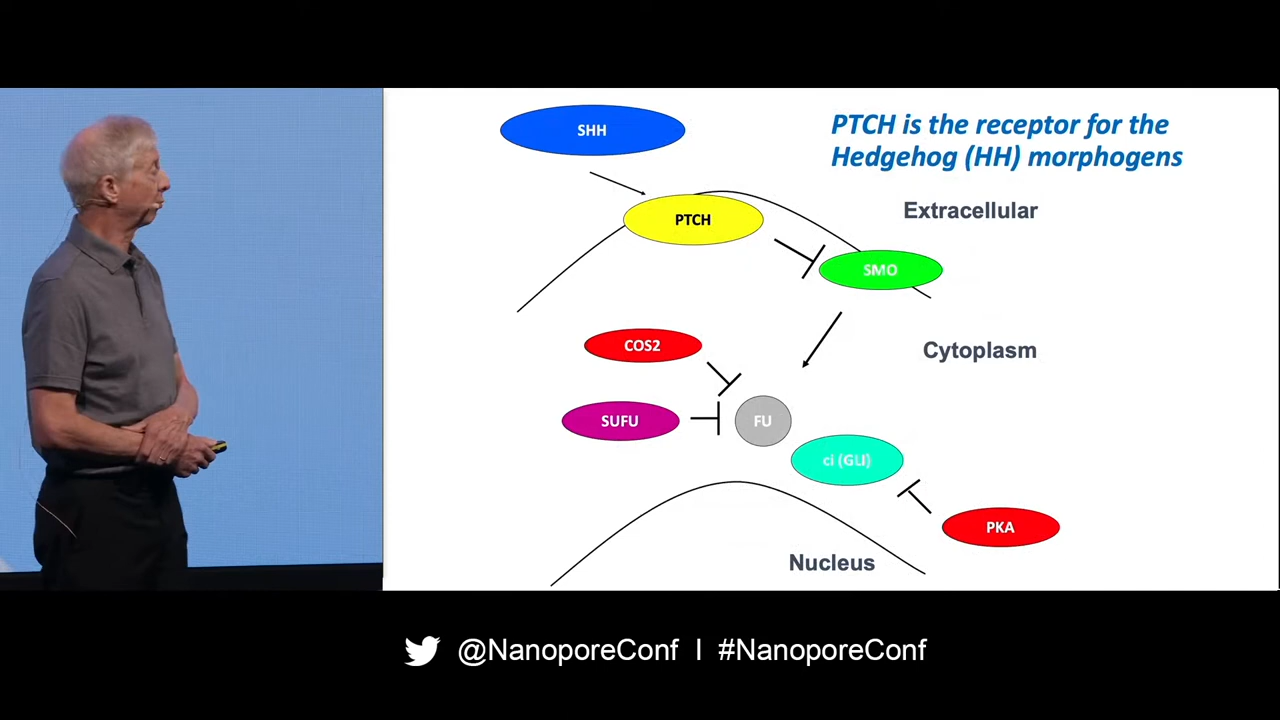 SHH
PTCH is the receptor for the
Hedgehog (HH) morphogens
Extracellular
PTCH
SMO
COS2
Cytoplasm
SUFU
FU
ci (GLI)
PKA
Nucleus
@NanoporeConf I #NanoporeConf